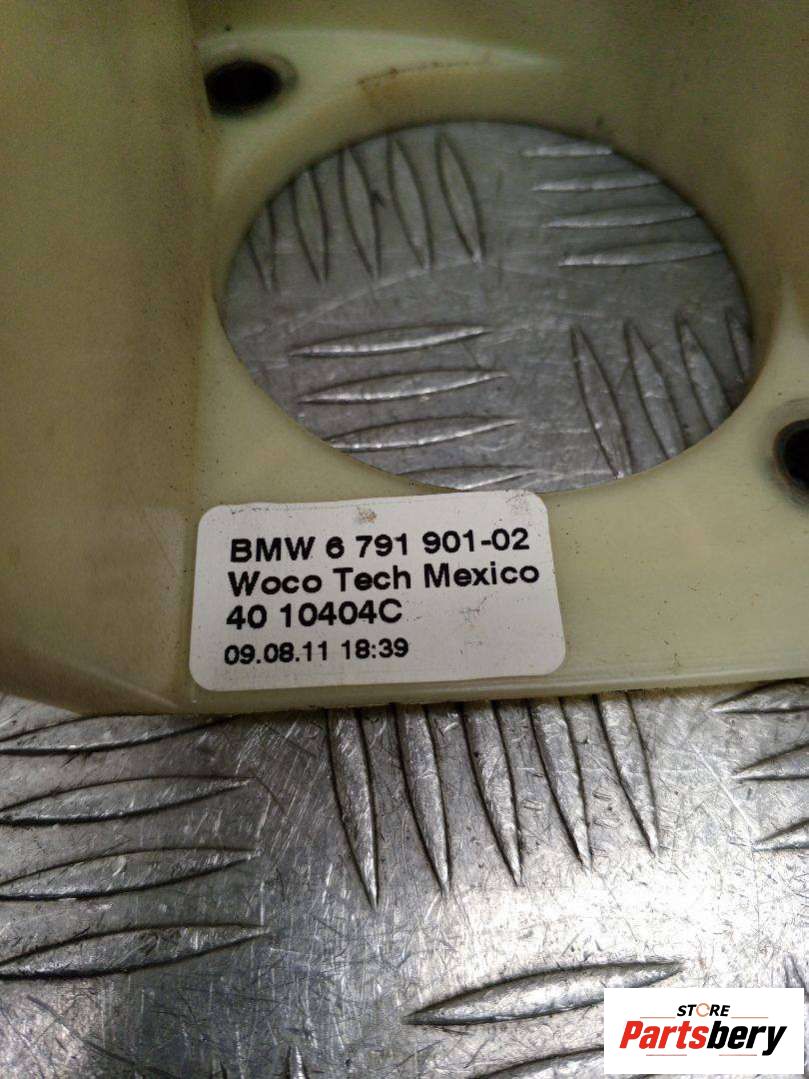 BMW 6 791 901-02
Woco Tech Mexico
40 10404C
09.08.11 18:39
STORE
Partsbery